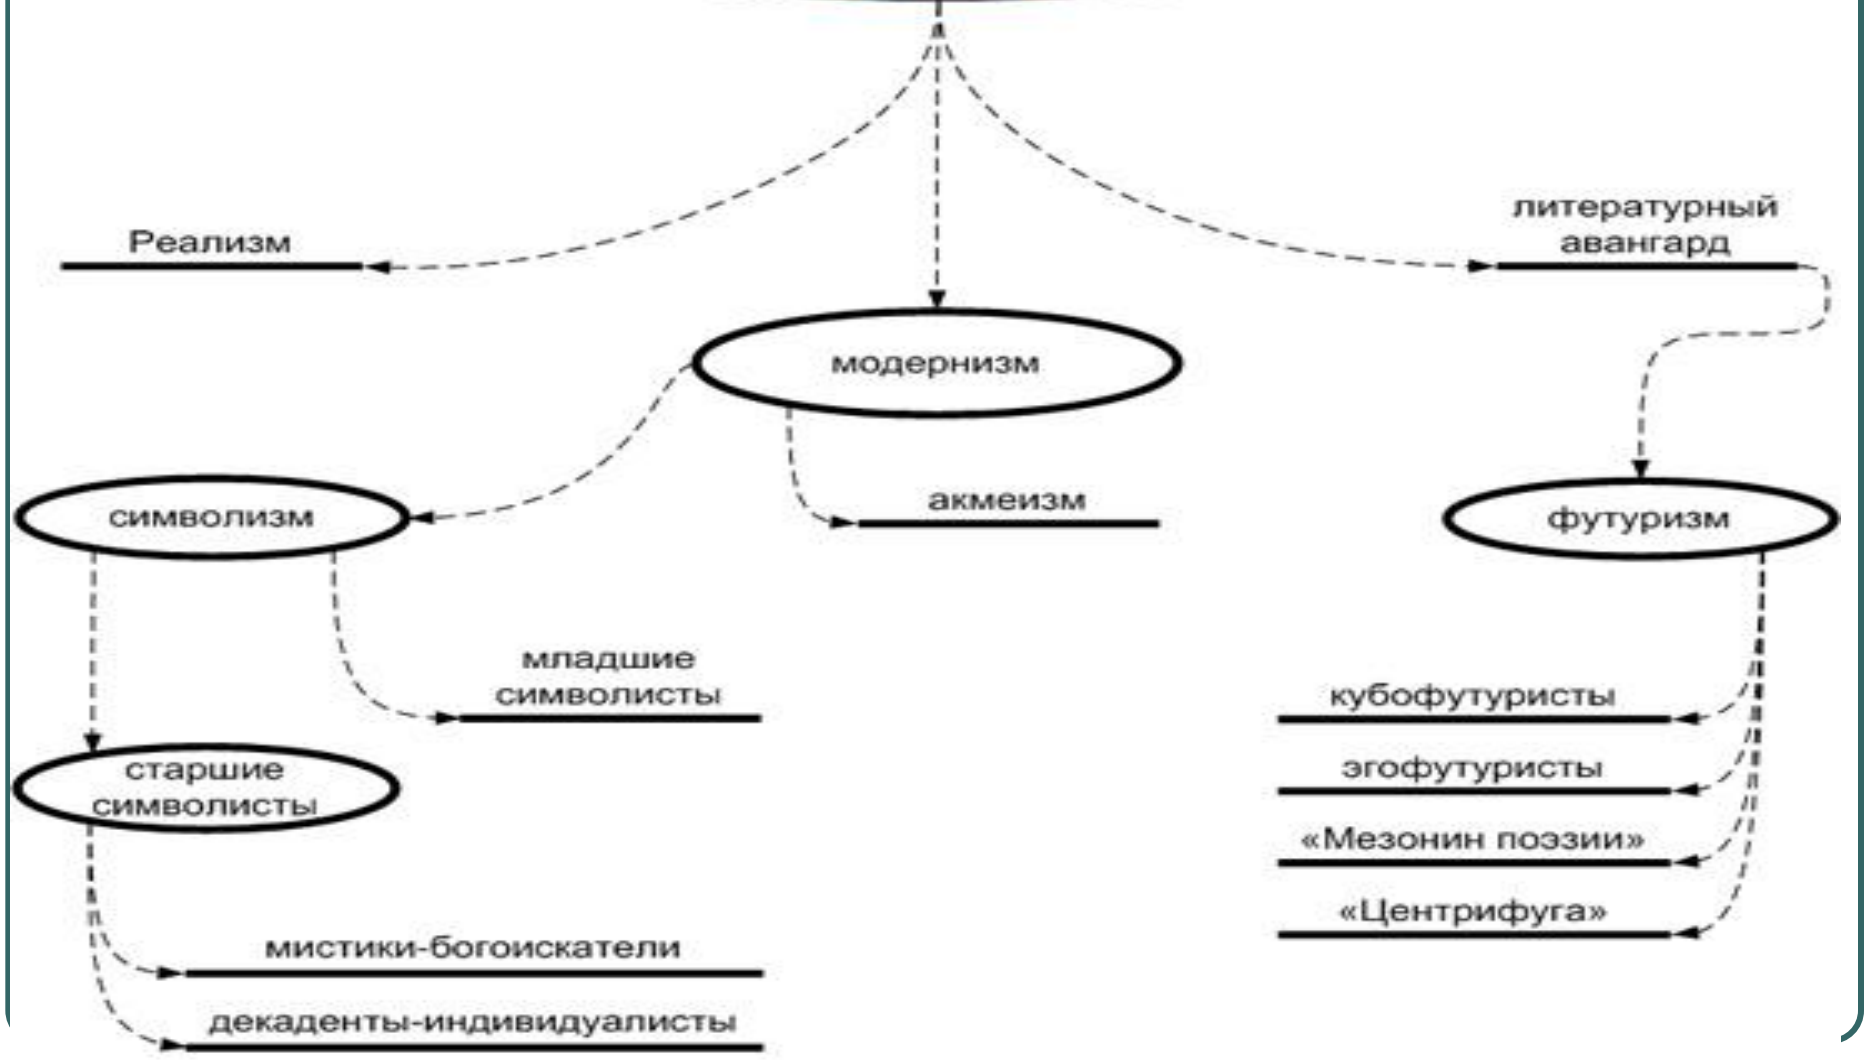 Реализм
литературный
авангард
модернизм
символизм
акмеизм
футуризм
младшие
символисты
старшие
символисты
кубофутуристы
эгофутуристы
«Мезонин поэзии»
«Центрифуга»
мистики-богоискатели
декаденты-индивидуалисты